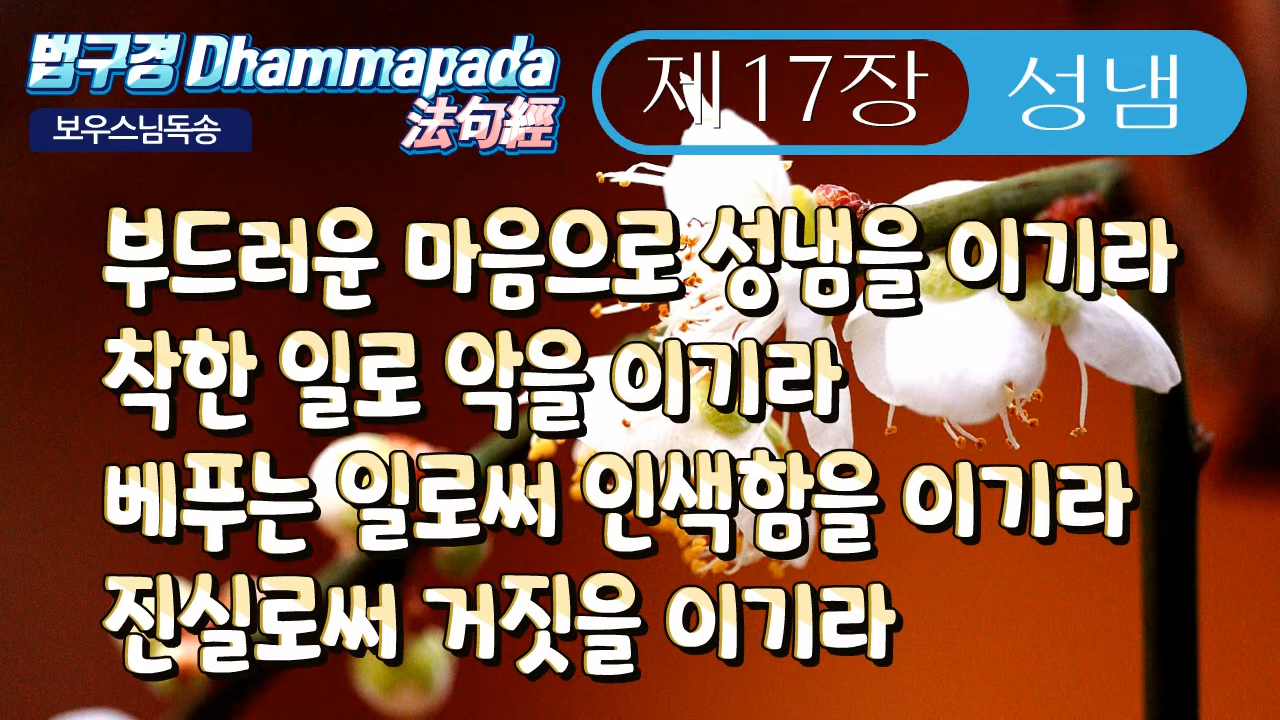 법구경 Dhammapada
法句經
보우스님독송
제17장 성냄
부드러운 마음으로 성냄을 이기라
착한 일로 악을 이기라
베푸는 일로써 인색함을 이기라
진실로써 거짓을 이기라